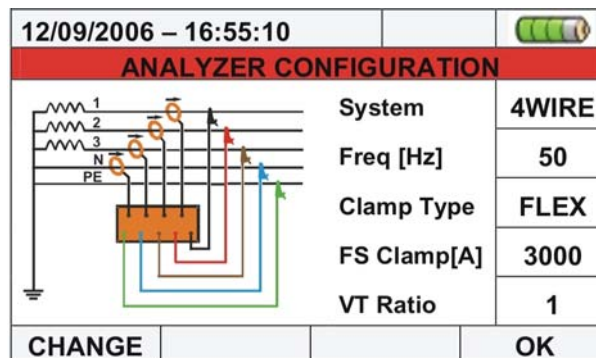 12/09/2006 – 16:55:10
ANALYZER CONFIGURATION
1
2
3
N
PE
System 4WIRE
Freq [Hz] 50
Clamp Type FLEX
FS Clamp[A] 3000
VT Ratio 1
CHANGE OK